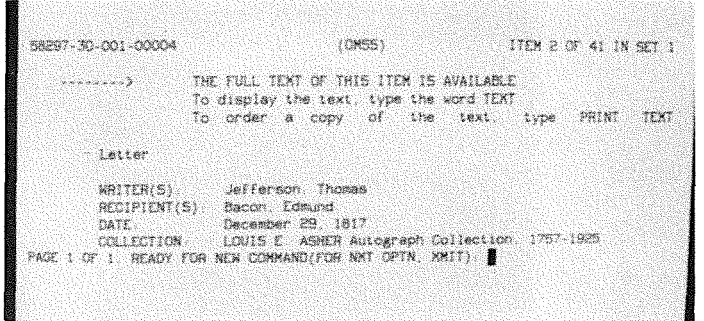 58297-30-001-00004 (OMSS) ITEM 2 OF 41 IN SET 1
--------> THE FULL TEXT OF THIS ITEM IS AVAILABLE
To display the text, type the word TEXT
To order a copy of the text, type PRINT TEXT
Letter
WRITER(S) Jefferson, Thomas
RECIPIENT(S) Bacon, Edmund
DATE December 29, 1817
COLLECTION LOUIS E. ASHER Autograph Collection, 1757-1925
PAGE 1 OF 1. READY FOR NEW COMMAND(FOR NXT OPTN, XMIT)